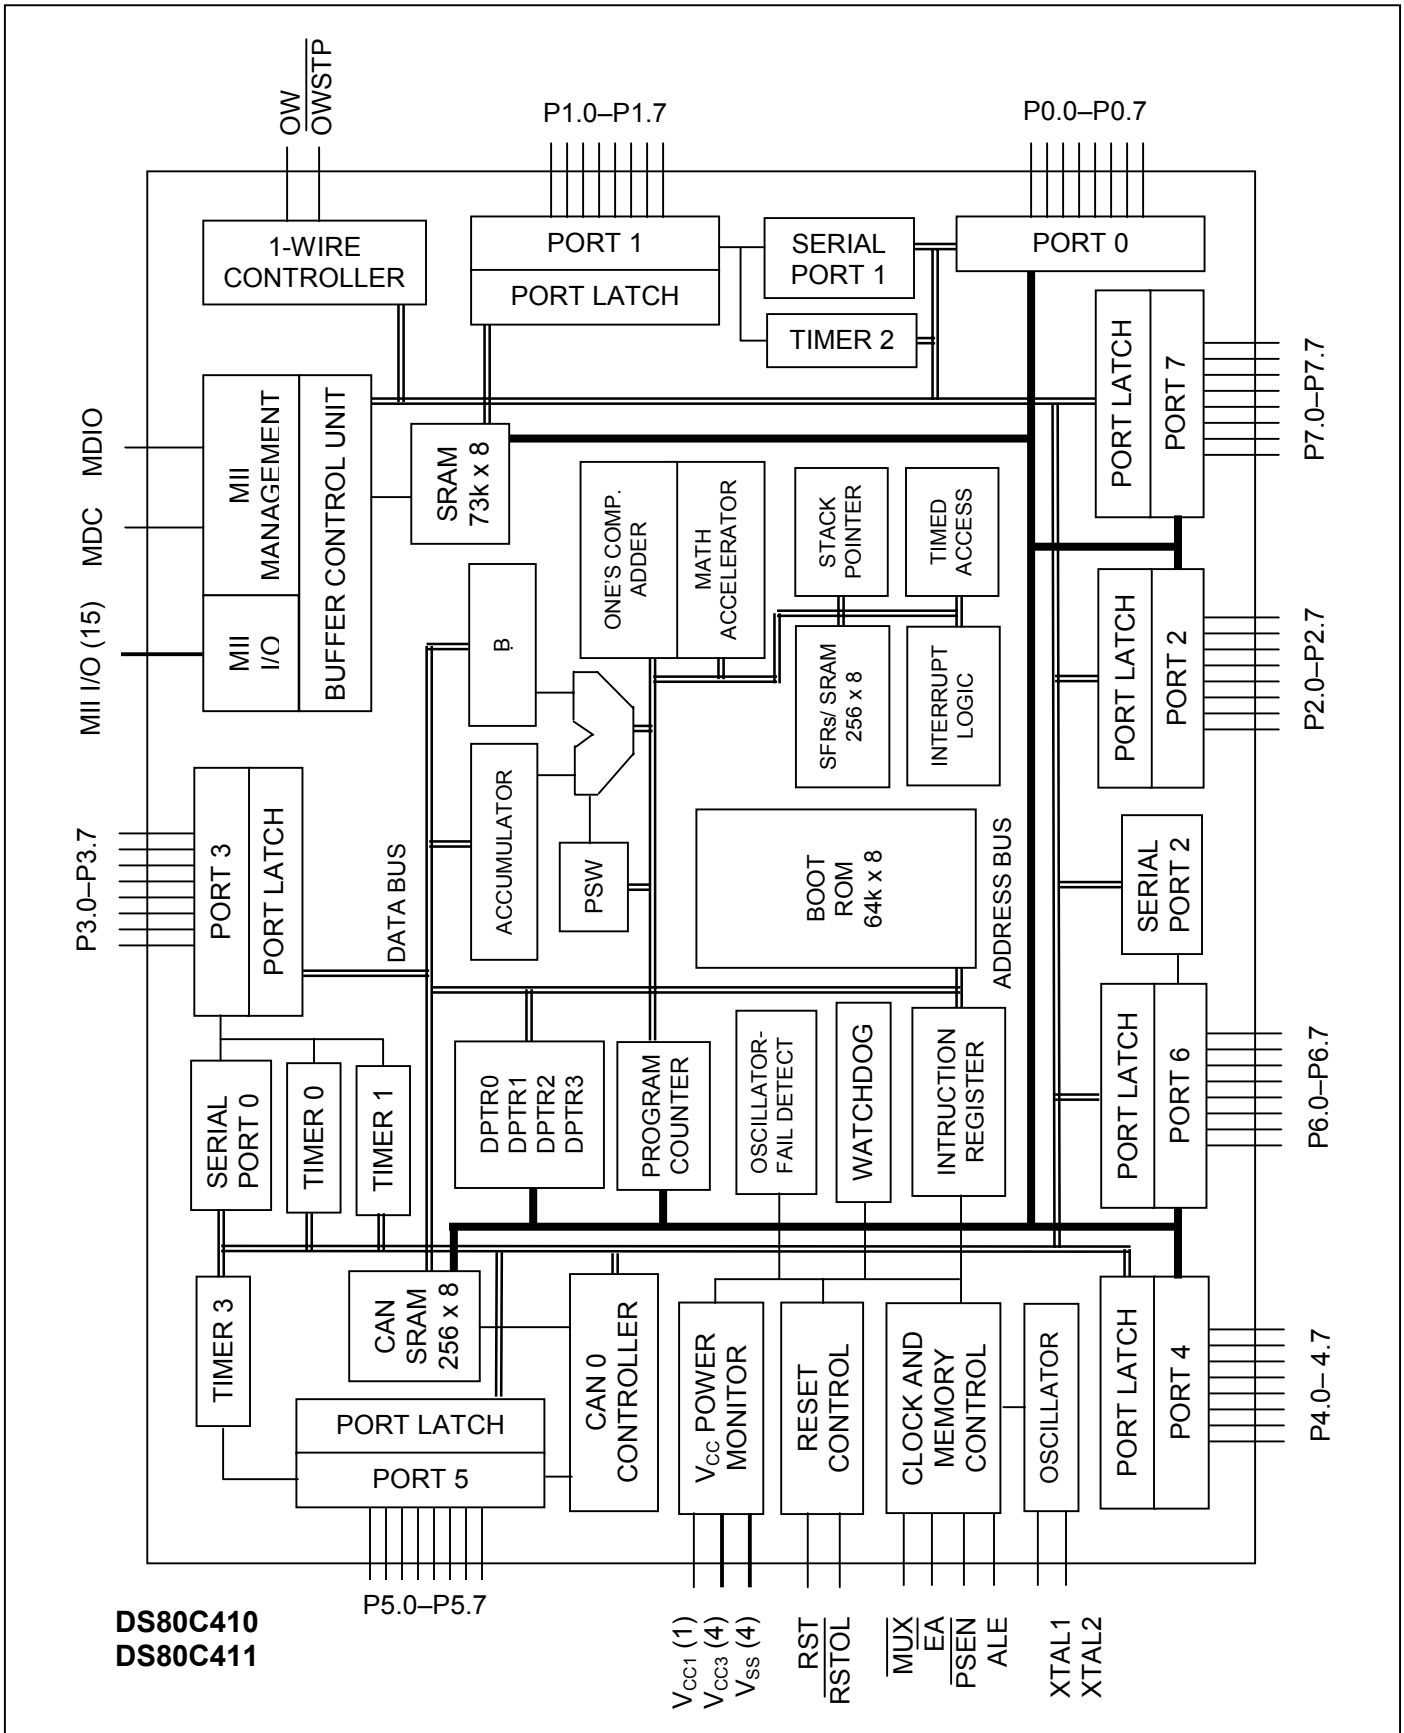 OW
OWSTP
P1.0–P1.7
P0.0–P0.7
1-WIRE
CONTROLLER
PORT 1
PORT LATCH
SERIAL
PORT 1
TIMER 2
PORT 0
MDIO
MDC
MII I/O (15)
MII
MANAGEMENT
MII
I/O
BUFFER CONTROL UNIT
SRAM
73k x 8
PORT LATCH
PORT 7
P7.0–P7.7
ONE'S COMP.
ADDER
MATH
ACCELERATOR
STACK
POINTER
TIMED
ACCESS
B
SFRs/ SRAM
256 x 8
INTERRUPT
LOGIC
PORT LATCH
PORT 2
P2.0–P2.7
P3.0–P3.7
PORT 3
PORT LATCH
DATA BUS
ACCUMULATOR
PSW
BOOT
ROM
64k x 8
ADDRESS BUS
SERIAL
PORT 2
SERIAL
PORT 0
TIMER 0
TIMER 1
DPTR0
DPTR1
DPTR2
DPTR3
PROGRAM
COUNTER
OSCILLATOR-
FAIL DETECT
WATCHDOG
INTRUCTION
REGISTER
PORT LATCH
PORT 6
P6.0–P6.7
TIMER 3
CAN
SRAM
256 x 8
CAN 0
CONTROLLER
VCC POWER
MONITOR
RESET
CONTROL
CLOCK AND
MEMORY
CONTROL
OSCILLATOR
PORT LATCH
PORT 4
P4.0– 4.7
PORT LATCH
PORT 5
P5.0–P5.7
VCC1 (1)
VCC3 (4)
VSS (4)
RST
RSTOL
MUX
EA
PSEN
ALE
XTAL1
XTAL2
DS80C410
DS80C411